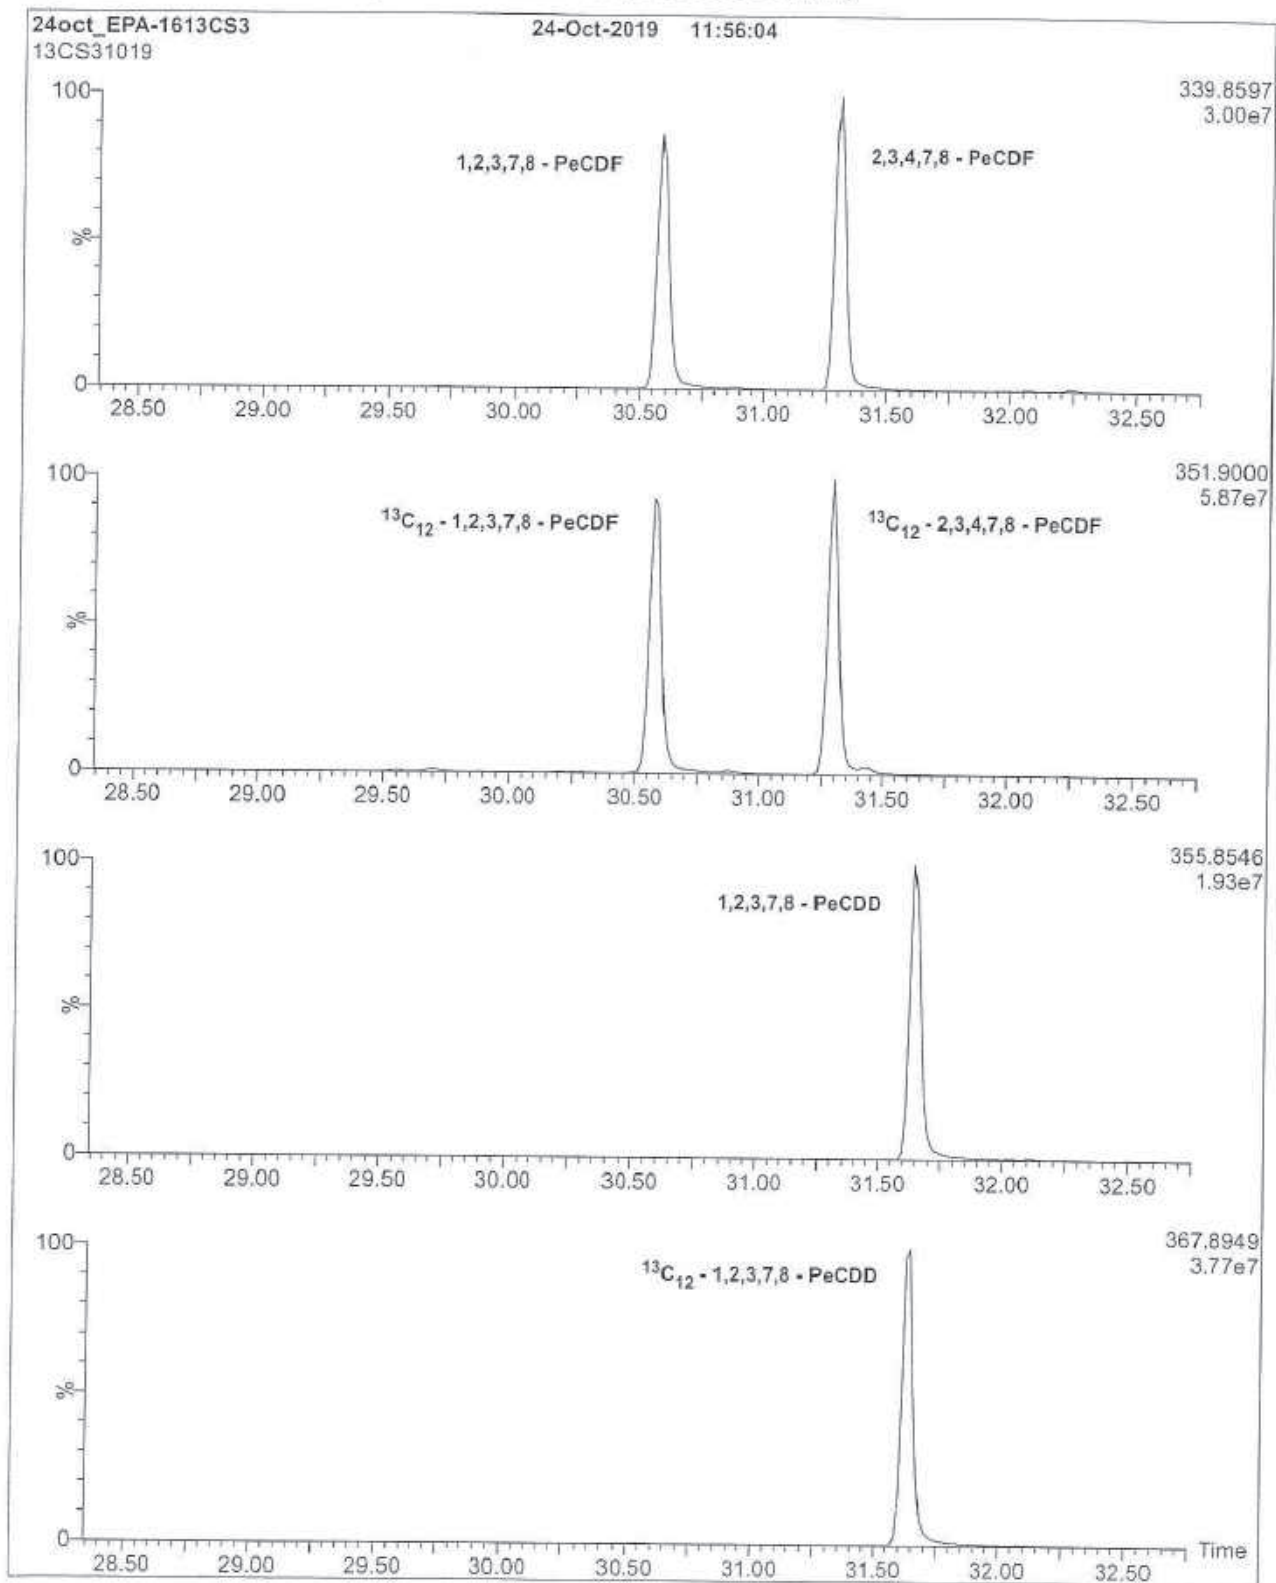 24oct_EPA-1613CS3 24-Oct-2019 11:56:04
13CS31019
339.8597
3.00e7
100
1,2,3,7,8 - PeCDF 2,3,4,7,8 - PeCDF
%
0
28.50 29.00 29.50 30.00 30.50 31.00 31.50 32.00 32.50
351.9000
5.87e7
100
¹³C₁₂ - 1,2,3,7,8 - PeCDF ¹³C₁₂ - 2,3,4,7,8 - PeCDF
%
0
28.50 29.00 29.50 30.00 30.50 31.00 31.50 32.00 32.50
355.8546
1.93e7
100
1,2,3,7,8 - PeCDD
%
0
28.50 29.00 29.50 30.00 30.50 31.00 31.50 32.00 32.50
367.8949
3.77e7
100
¹³C₁₂ - 1,2,3,7,8 - PeCDD
%
0
28.50 29.00 29.50 30.00 30.50 31.00 31.50 32.00 32.50 Time